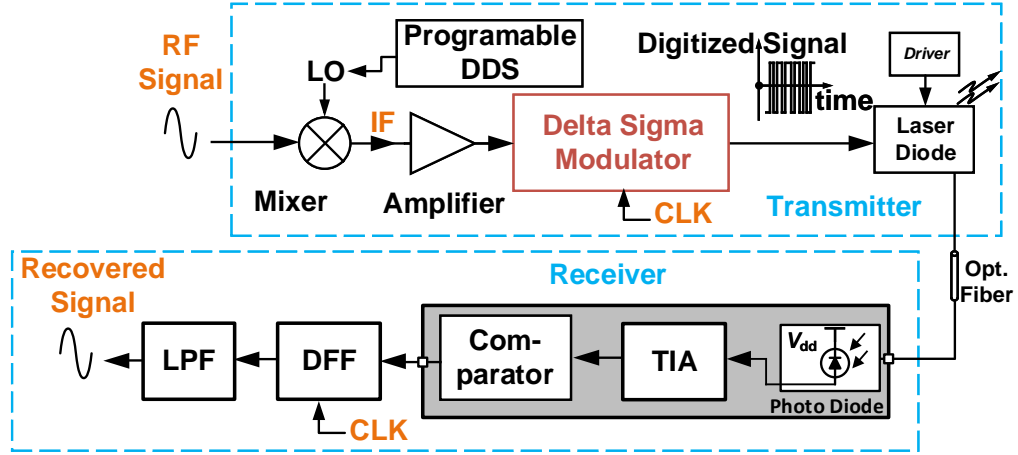 RF
Signal
LO
Programable
DDS
Digitized Signal
time
Driver
IF
Delta Sigma
Modulator
Laser
Diode
Mixer
Amplifier
CLK
Transmitter
Recovered
Signal
Receiver
Opt.
Fiber
LPF
DFF
Com-
parator
TIA
Vdd
Photo Diode
CLK